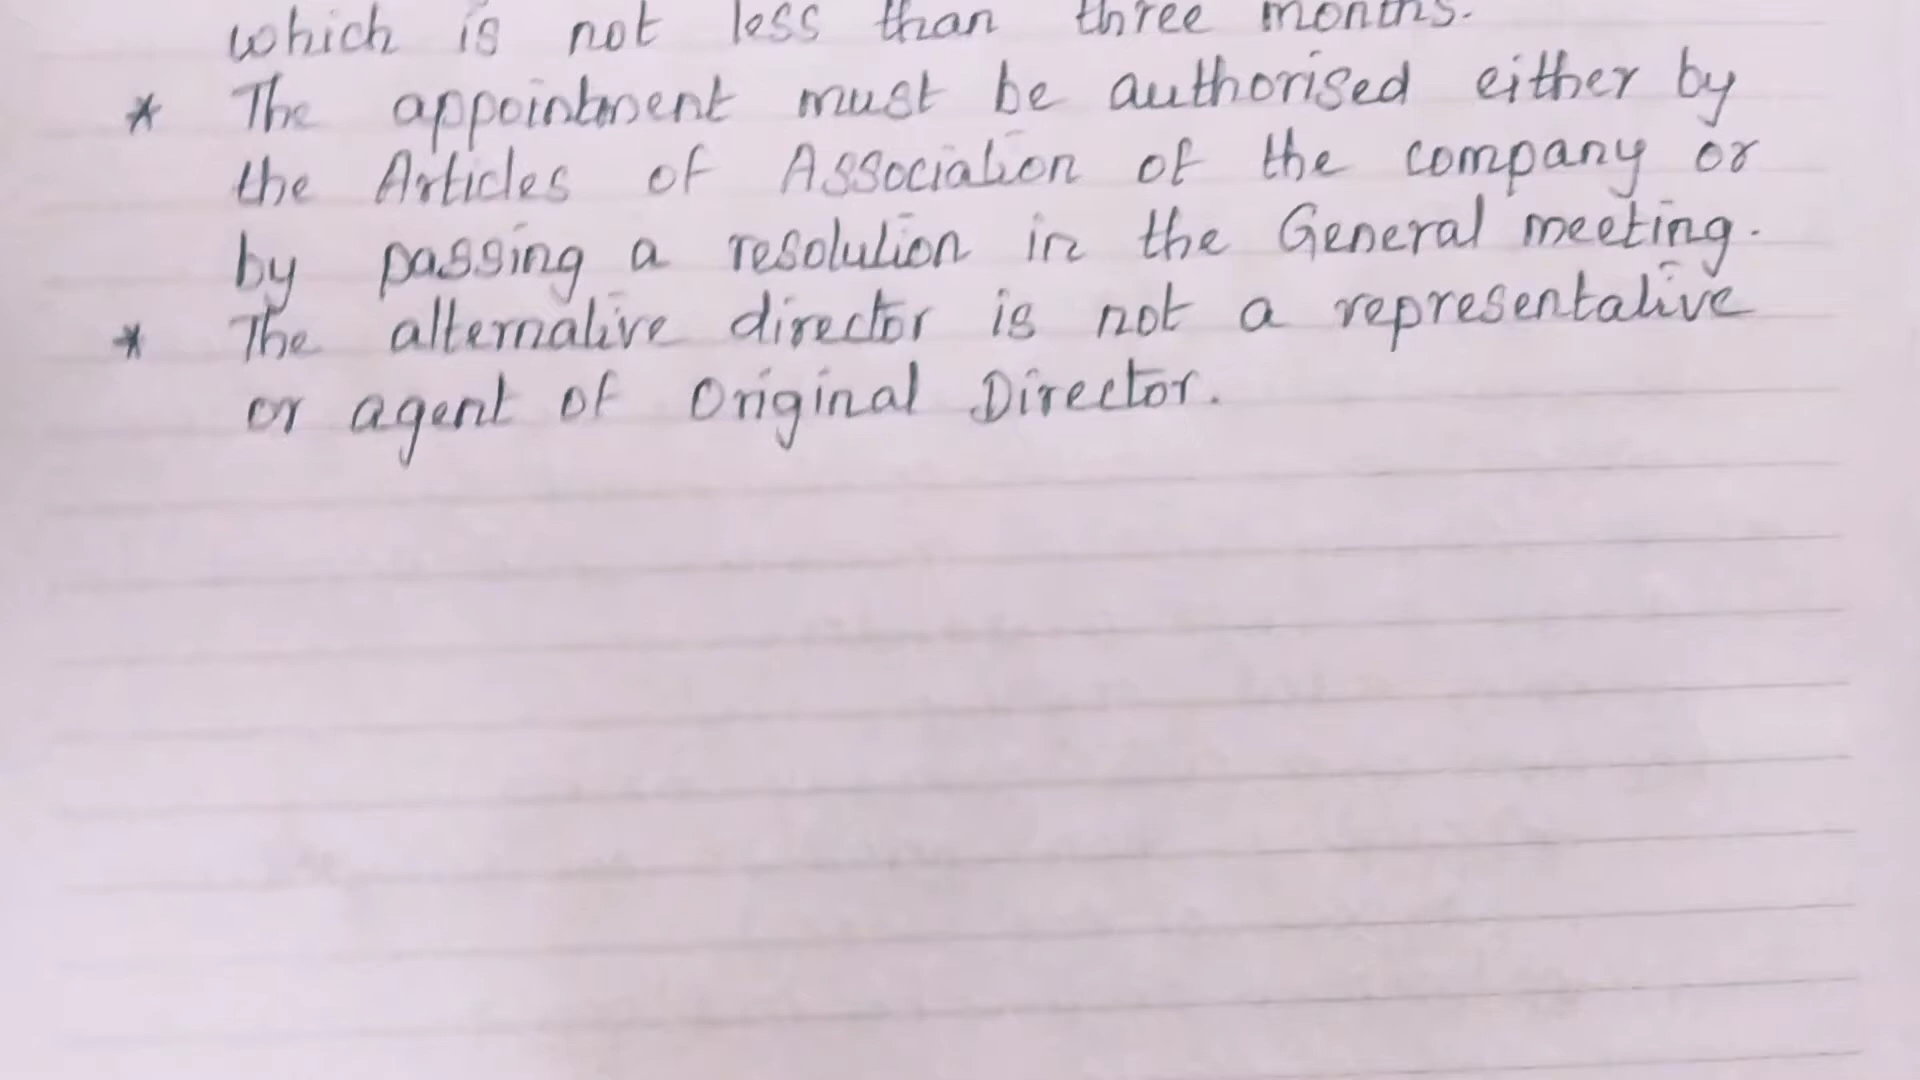 which is not less than three months.
* The appointment must be authorised either by
the Articles of Association of the company or
by passing a resolution in the General meeting.
* The alternative director is not a representative
or agent of Original Director.